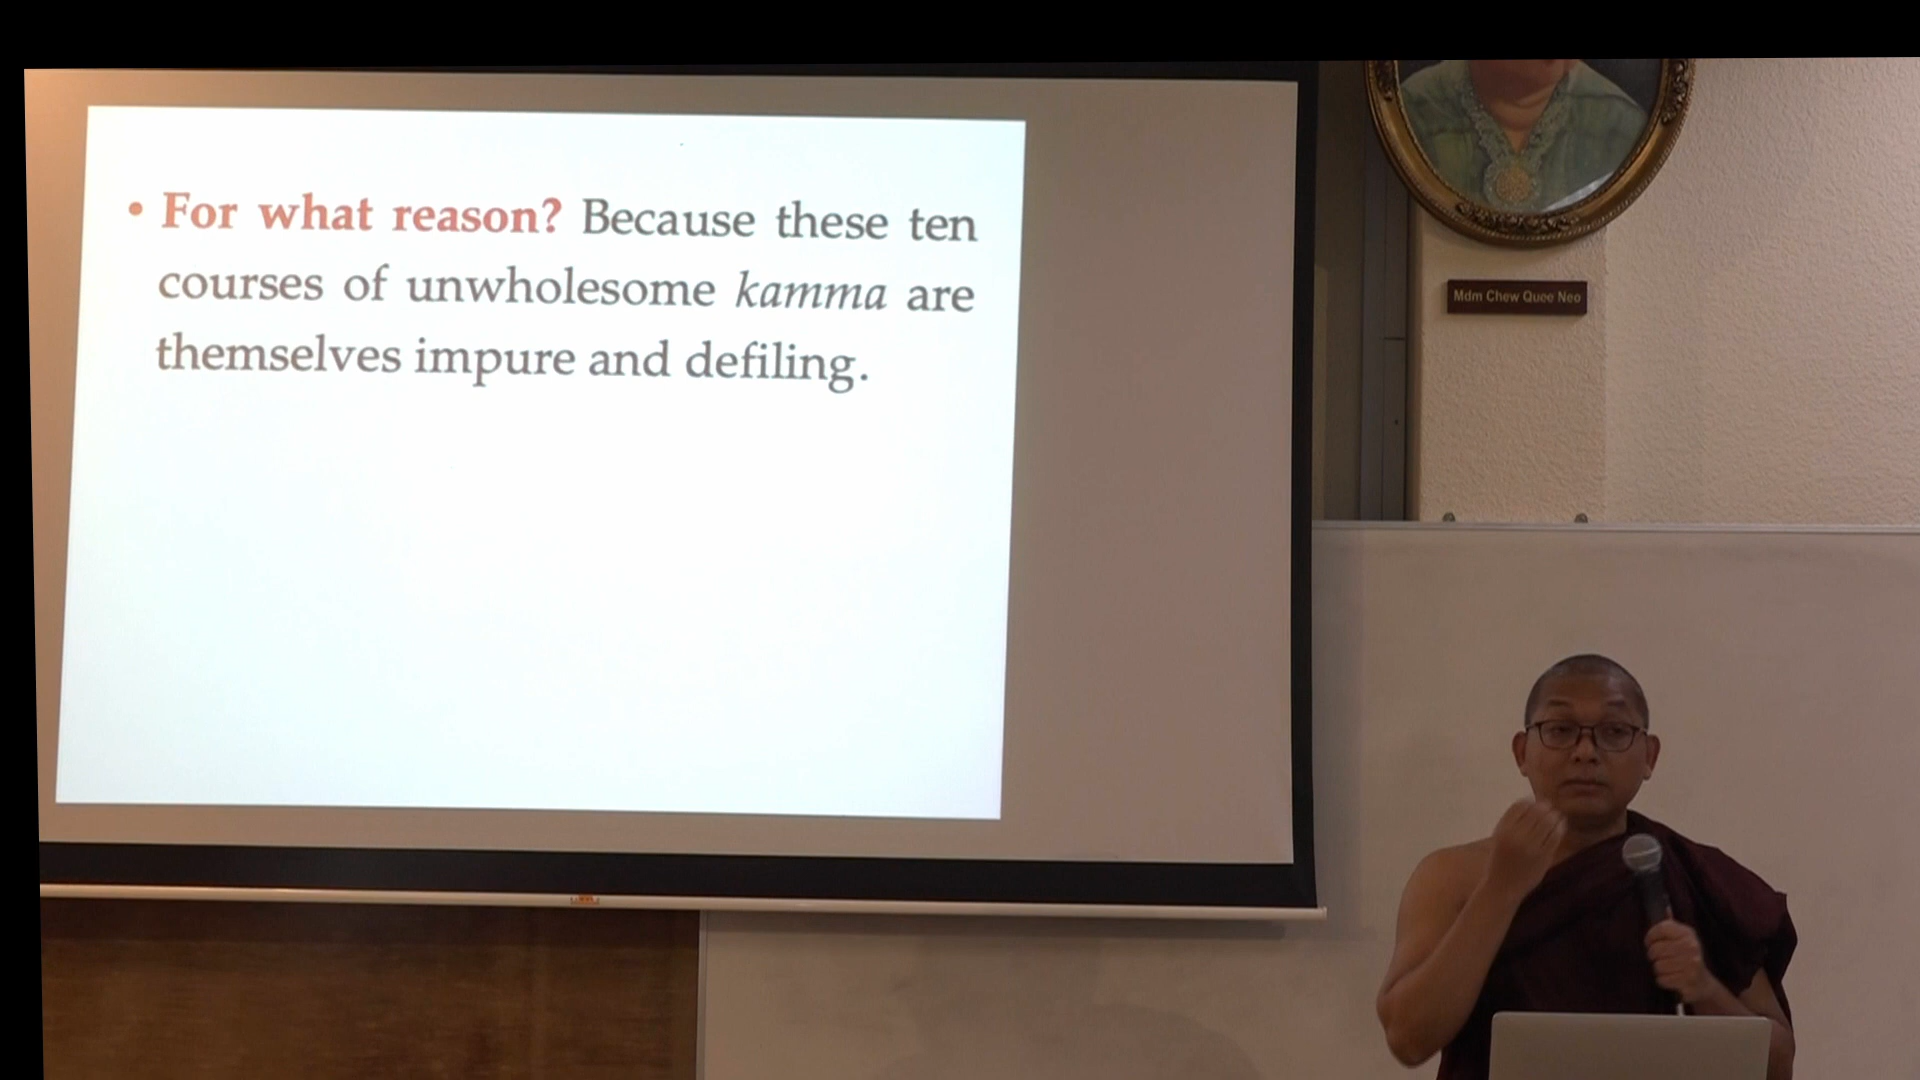 • For what reason? Because these ten
courses of unwholesome kamma are
themselves impure and defiling.
Mdm Chew Quee Neo